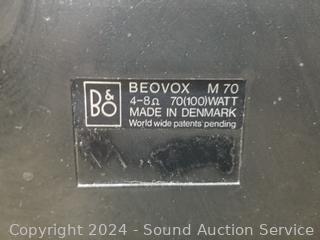 B&O
BEOVOX M 70
4-8Ω 70(100)WATT
MADE IN DENMARK
World wide patents pending
Copyright © 2024 - Sound Auction Service